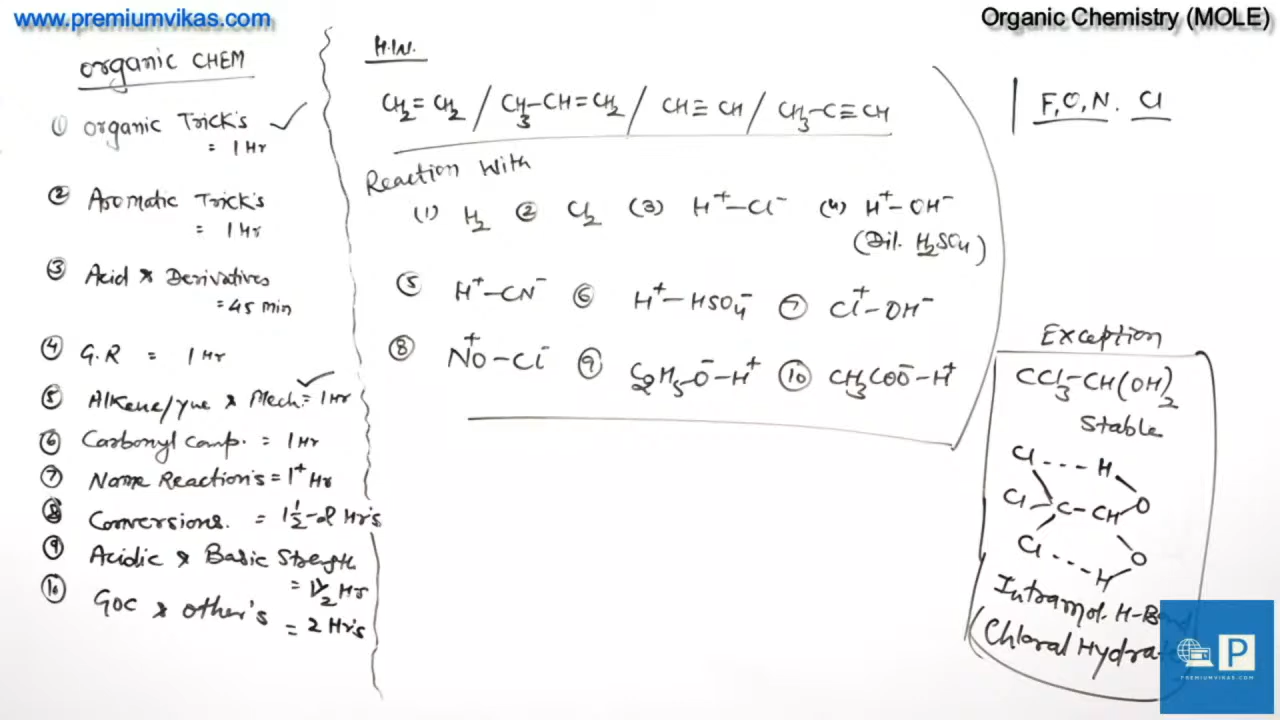 www.premiumvikas.com
Organic Chemistry (MOLE)
organic CHEM
① organic Trick's ✓
= 1 Hr
② Aromatic Trick's
= 1 Hr
③ Acid & Derivatives
= 45 min
④ G.R = 1 Hr
⑤ Alkene/yne & Mech. = 1 Hr ✓
⑥ Carbonyl Comp. = 1 Hr
⑦ Name Reaction's = 1⁺ Hr
⑧ Conversions. = 1½-2 Hr's
⑨ Acidic & Basic Strength
= 1½ Hr
⑩ GOC & other's
= 2 Hr's
H.W.
CH₂=CH₂ / CH₃-CH=CH₂ / CH≡CH / CH₃-C≡CH
Reaction With
(1) H₂ ② Cl₂ (3) H⁺-Cl⁻ (4) H⁺-OH⁻
(Dil. H₂SO₄)
⑤ H⁺-CN⁻ ⑥ H⁺-HSO₄⁻ ⑦ Cl⁺-OH⁻
⑧ NO⁺-Cl⁻ ⑨ C₂H₅-O⁻-H⁺ ⑩ CH₃COO⁻-H⁺
F, O, N. Cl
Exception
CCl₃-CH(OH)₂
Stable
Cl---H
Cl-C-CH O
O
Cl---H
Intramol. H-Bond
(Chloral Hydrate
P
PREMIUMVIKAS.COM